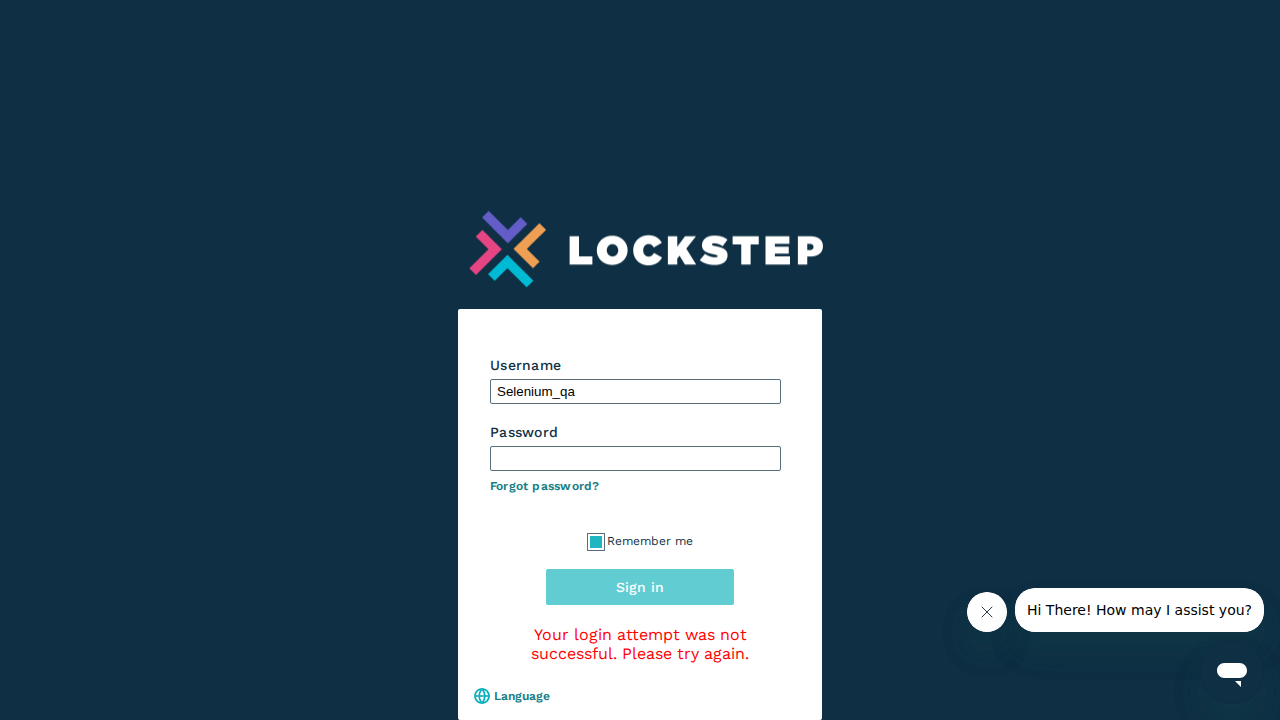 LOCKSTEP
Username
Selenium_qa
Password
Forgot password?
Remember me
Sign in
Your login attempt was not
successful. Please try again.
Language
Hi There! How may I assist you?